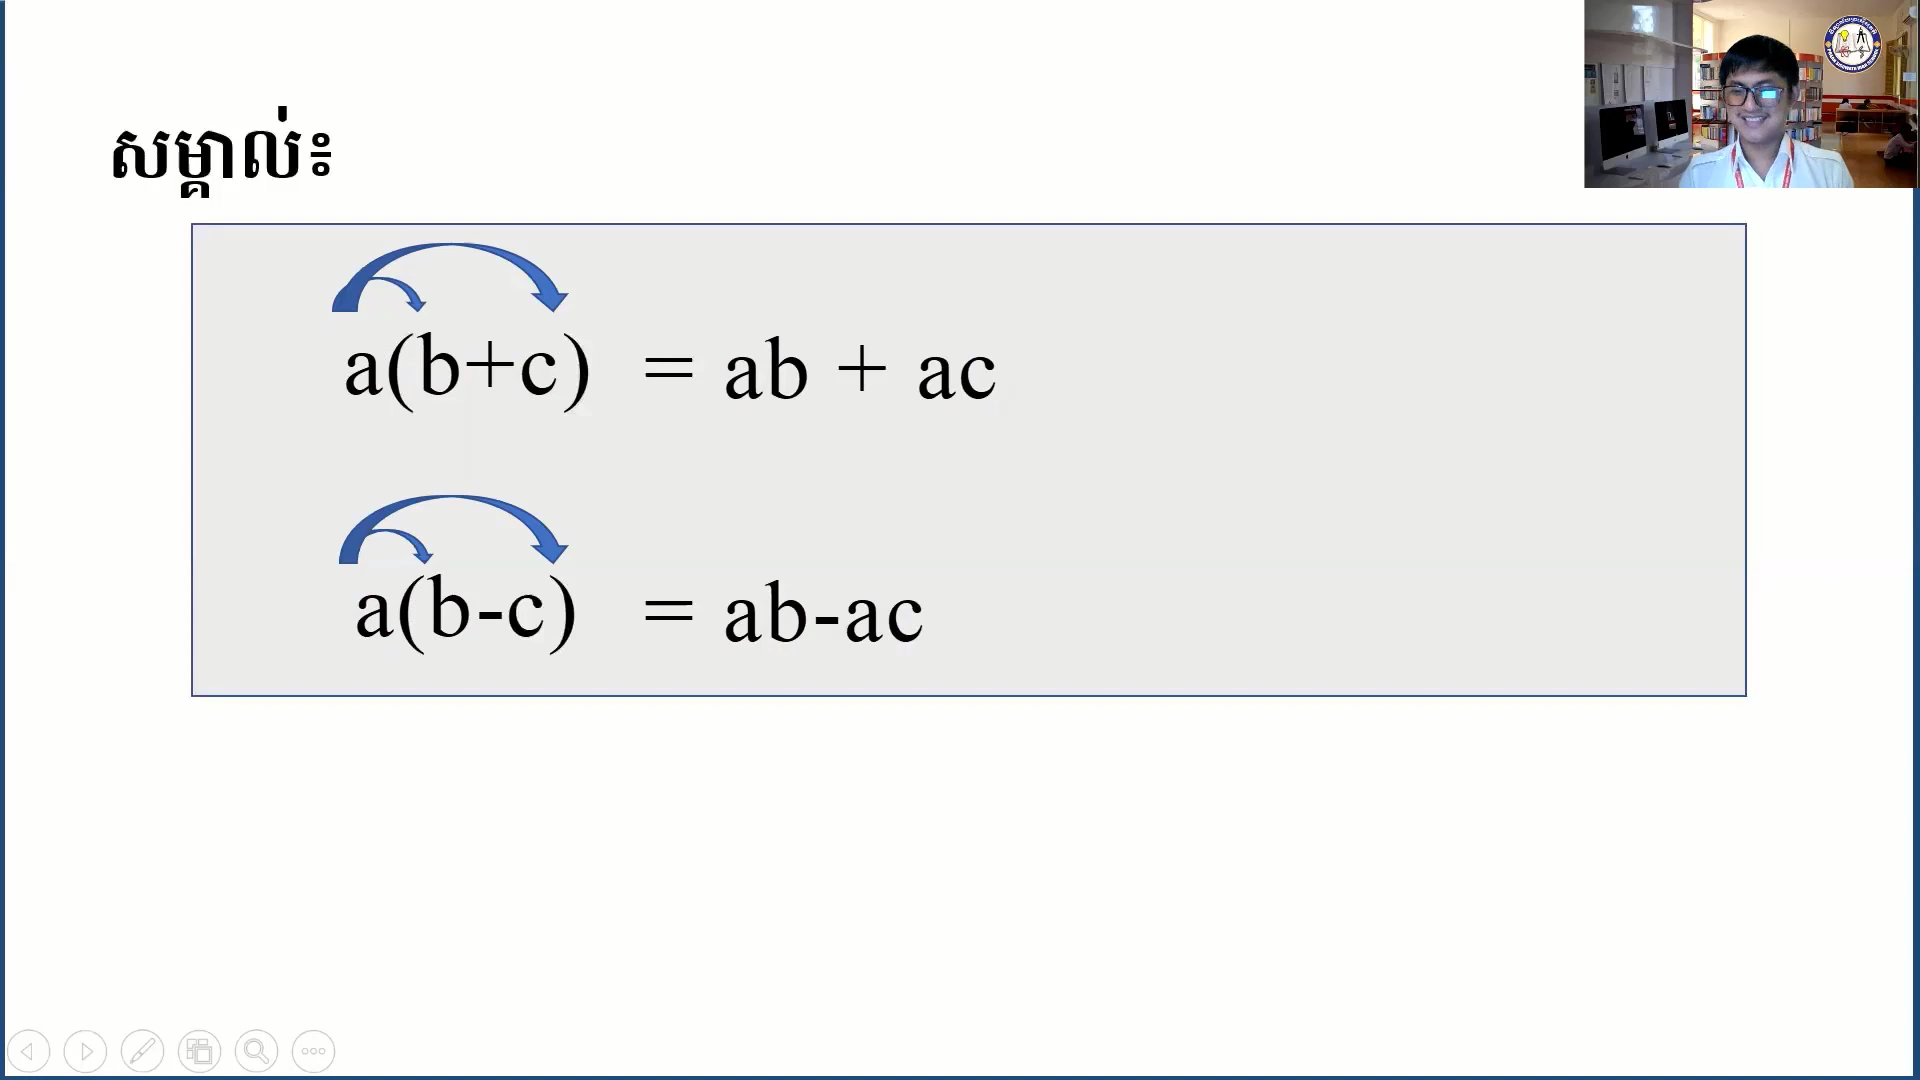 សម្គាល់៖
a(b+c) = ab + ac
a(b-c) = ab-ac